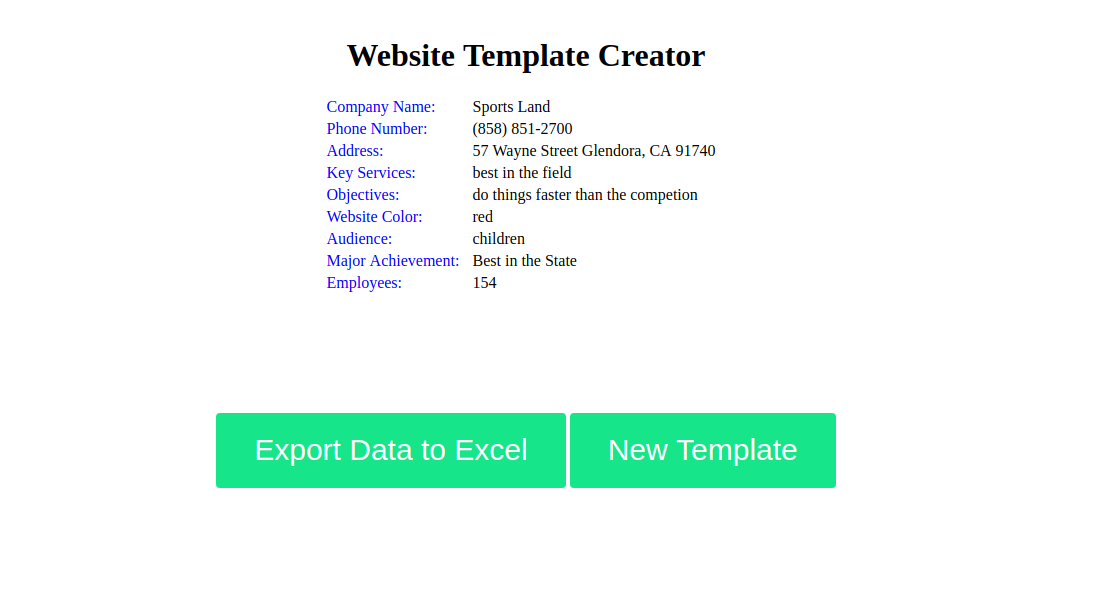 Website Template Creator
Company Name: Sports Land
Phone Number: (858) 851-2700
Address: 57 Wayne Street Glendora, CA 91740
Key Services: best in the field
Objectives: do things faster than the competion
Website Color: red
Audience: children
Major Achievement: Best in the State
Employees: 154
Export Data to Excel New Template